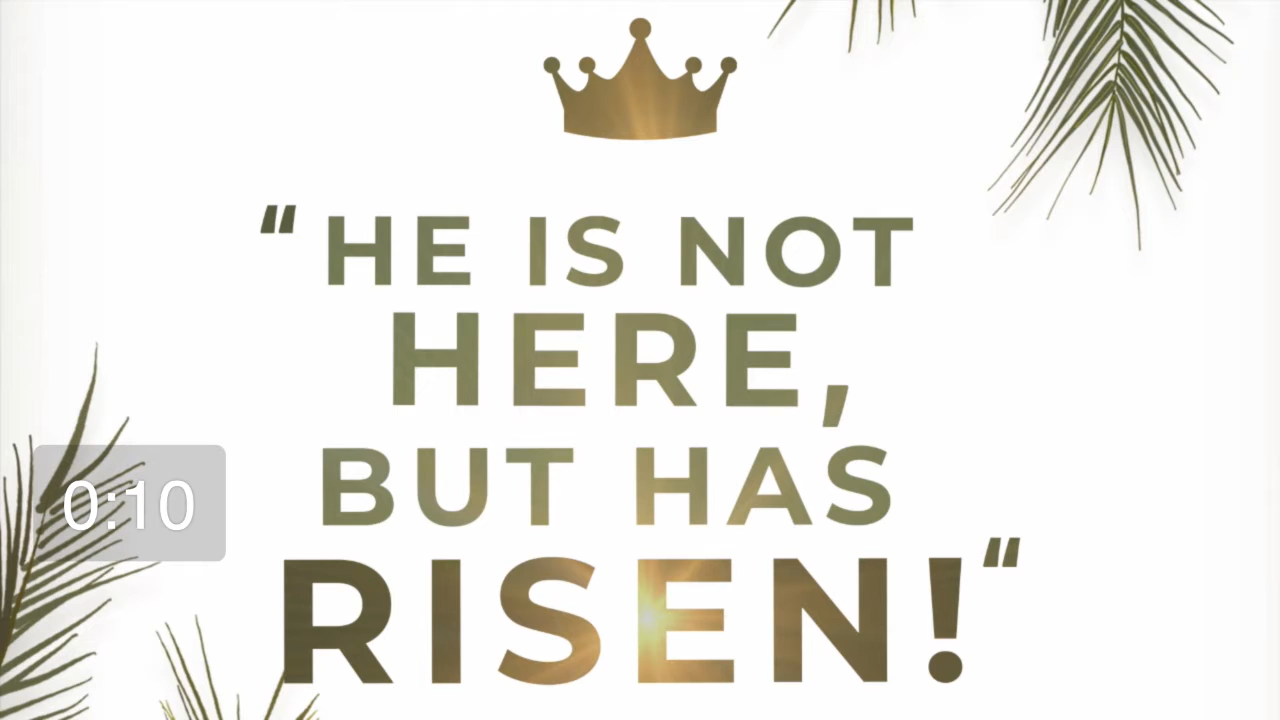 “HE IS NOT
HERE,
BUT HAS
RISEN!“
0:10